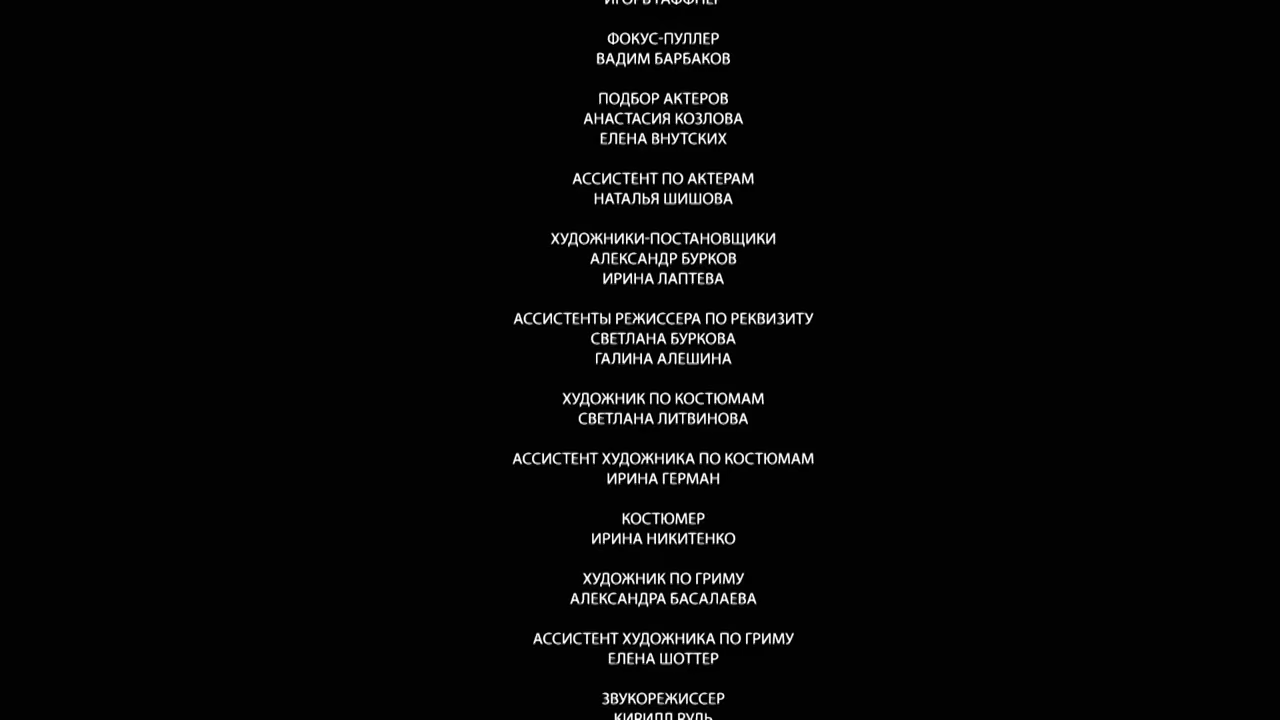 ФОКУС-ПУЛЛЕР
ВАДИМ БАРБАКОВ
ПОДБОР АКТЕРОВ
АНАСТАСИЯ КОЗЛОВА
ЕЛЕНА ВНУТСКИХ
АССИСТЕНТ ПО АКТЕРАМ
НАТАЛЬЯ ШИШОВА
ХУДОЖНИКИ-ПОСТАНОВЩИКИ
АЛЕКСАНДР БУРКОВ
ИРИНА ЛАПТЕВА
АССИСТЕНТЫ РЕЖИССЕРА ПО РЕКВИЗИТУ
СВЕТЛАНА БУРКОВА
ГАЛИНА АЛЕШИНА
ХУДОЖНИК ПО КОСТЮМАМ
СВЕТЛАНА ЛИТВИНОВА
АССИСТЕНТ ХУДОЖНИКА ПО КОСТЮМАМ
ИРИНА ГЕРМАН
КОСТЮМЕР
ИРИНА НИКИТЕНКО
ХУДОЖНИК ПО ГРИМУ
АЛЕКСАНДРА БАСАЛАЕВА
АССИСТЕНТ ХУДОЖНИКА ПО ГРИМУ
ЕЛЕНА ШОТТЕР
ЗВУКОРЕЖИССЕР
КИРИЛЛ РУДЬ